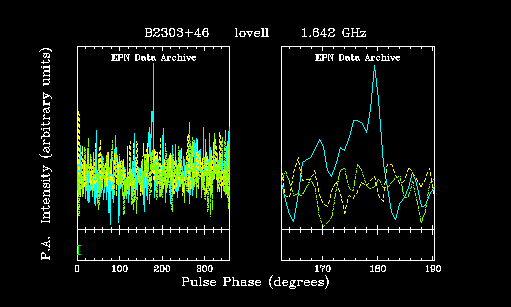 B2303+46 lovell 1.642 GHz
EPN Data Archive EPN Data Archive
P.A. Intensity (arbitrary units)
0 100 200 300 170 180 190
Pulse Phase (degrees)